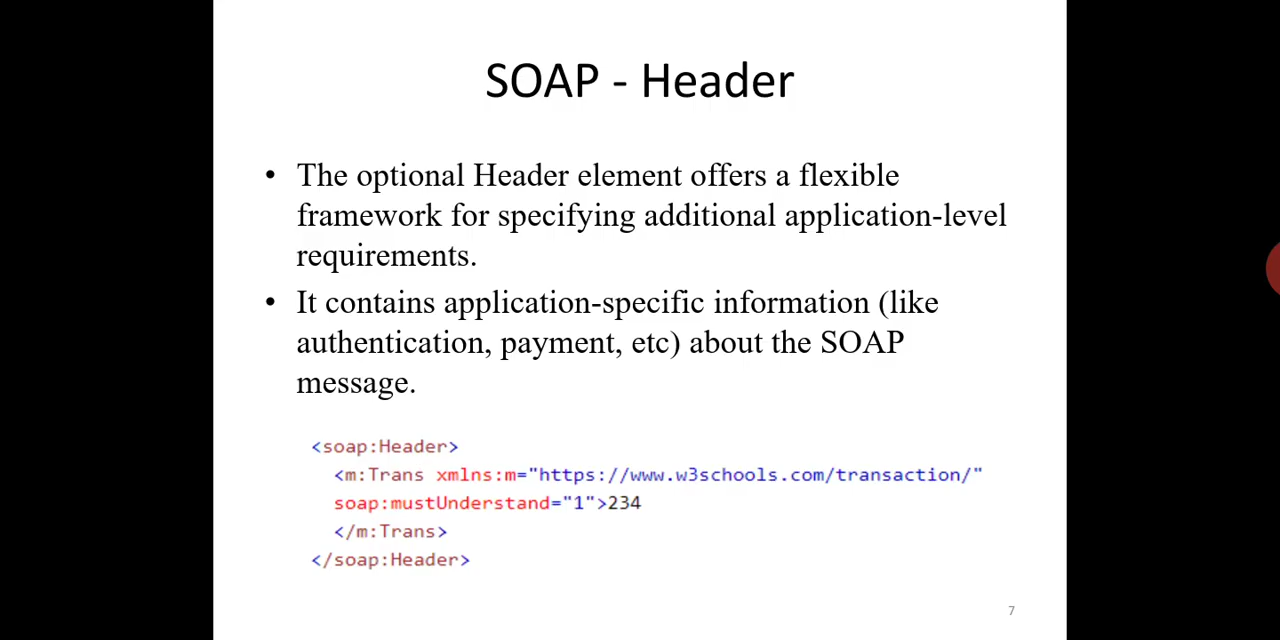 SOAP - Header
• The optional Header element offers a flexible
framework for specifying additional application-level
requirements.
• It contains application-specific information (like
authentication, payment, etc) about the SOAP
message.
<soap:Header>
<m:Trans xmlns:m="https://www.w3schools.com/transaction/"
soap:mustUnderstand="1">234
</m:Trans>
</soap:Header>
7